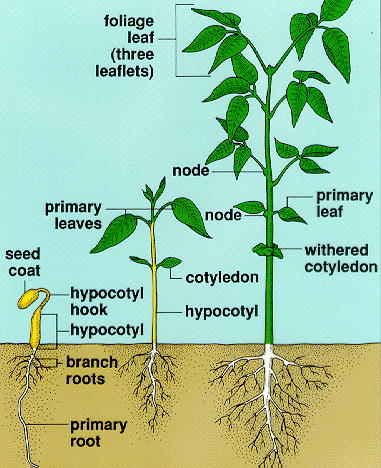 foliage
leaf
(three
leaflets)
node
primary
leaves
node
primary
leaf
seed
coat
withered
cotyledon
cotyledon
hypocotyl
hook
hypocotyl
hypocotyl
branch
roots
primary
root